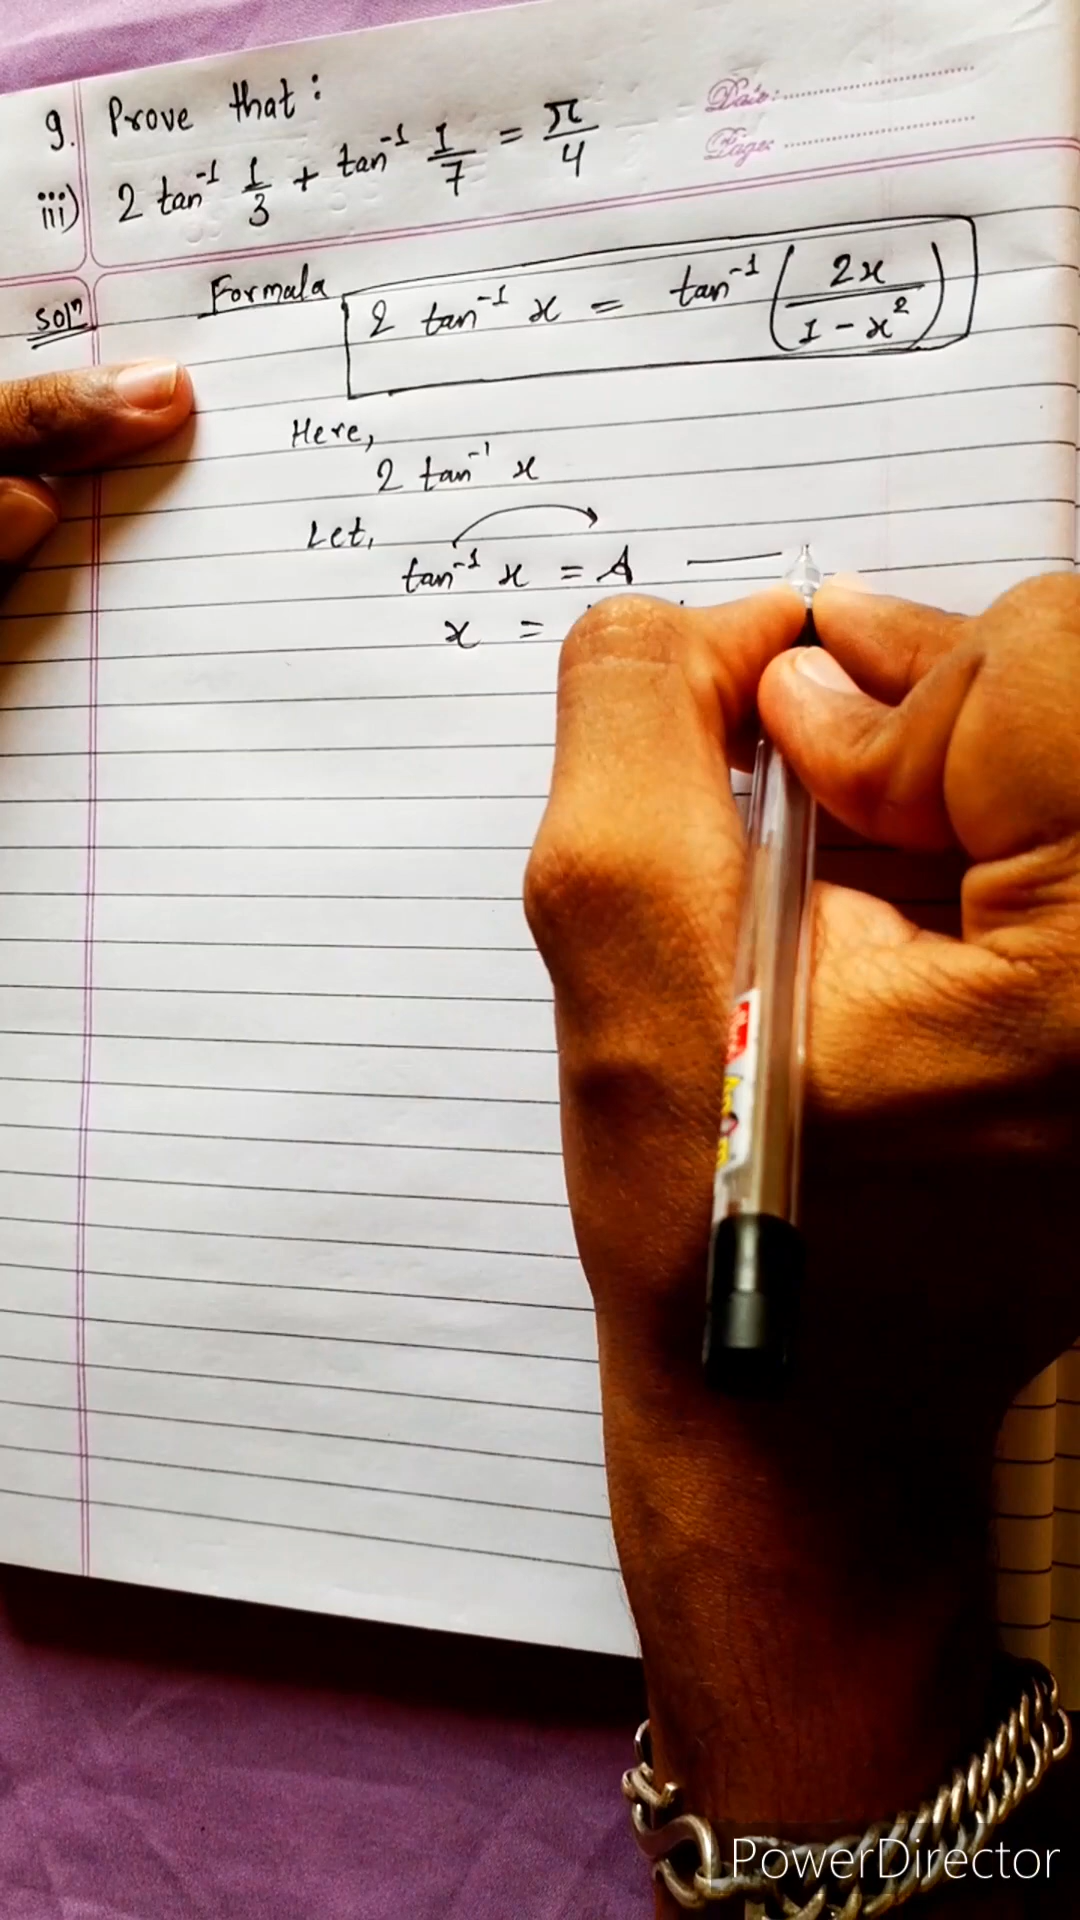 9. Prove that :
Date:
Page:
iii) 2 tan⁻¹ 1/3 + tan⁻¹ 1/7 = π/4
Solⁿ
Formala
2 tan⁻¹ x = tan⁻¹ (2x / 1 - x²)
Here,
2 tan⁻¹ x
Let,
tan⁻¹ x = A
x =
PowerDirector